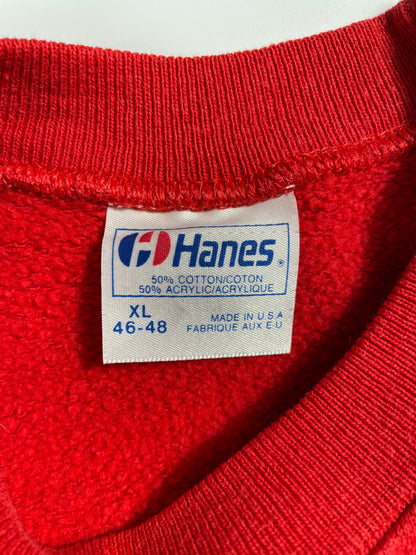 Hanes®
50% COTTON/COTON
50% ACRYLIC/ACRYLIQUE
XL
46-48
MADE IN U S A
FABRIQUE AUX E-U